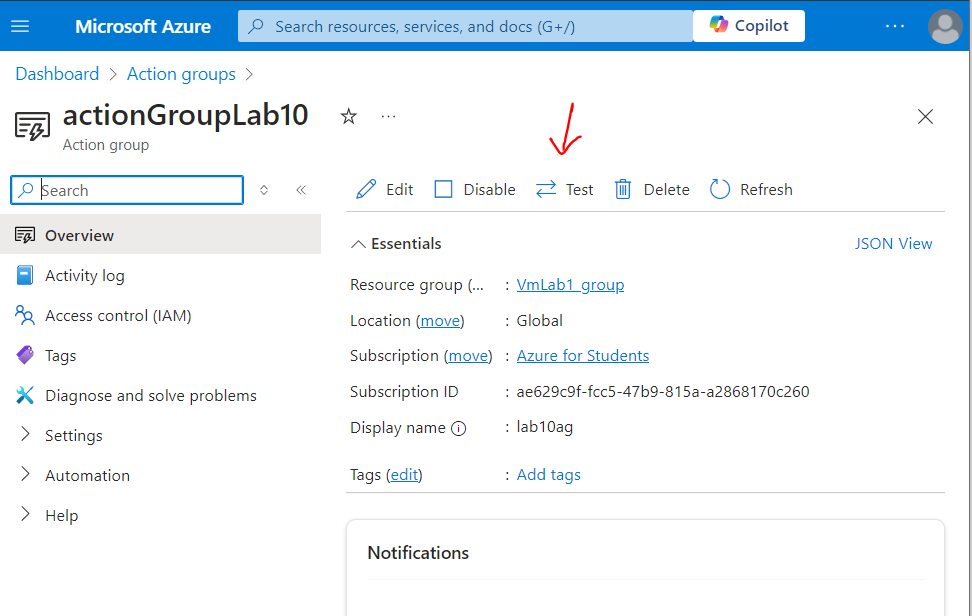 Microsoft Azure Search resources, services, and docs (G+/) Copilot ...
Dashboard > Action groups >
actionGroupLab10 ...
Action group
Search
Edit Disable Test Delete Refresh
Overview
Activity log
Access control (IAM)
Tags
Diagnose and solve problems
Settings
Automation
Help
Essentials JSON View
Resource group (... : VmLab1_group
Location (move) : Global
Subscription (move) : Azure for Students
Subscription ID : ae629c9f-fcc5-47b9-815a-a2868170c260
Display name : lab10ag
Tags (edit) : Add tags
Notifications